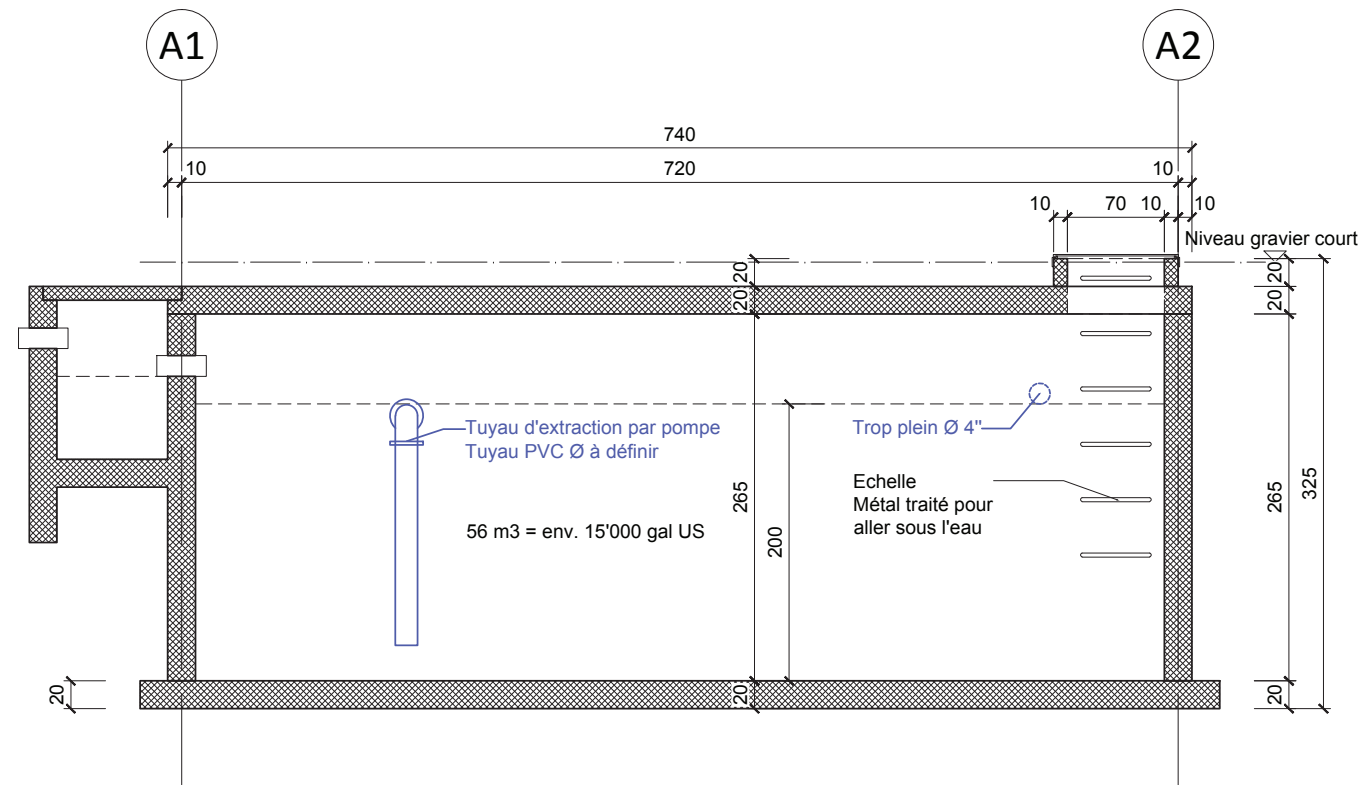 A1
A2
740
10
720
10
10
70
10
10
Niveau gravier court
20
20
20
20
Tuyau d'extraction par pompe
Tuyau PVC Ø à définir
Trop plein Ø 4"
Echelle
Métal traité pour
aller sous l'eau
56 m3 = env. 15'000 gal US
265
200
265
325
20
20
20